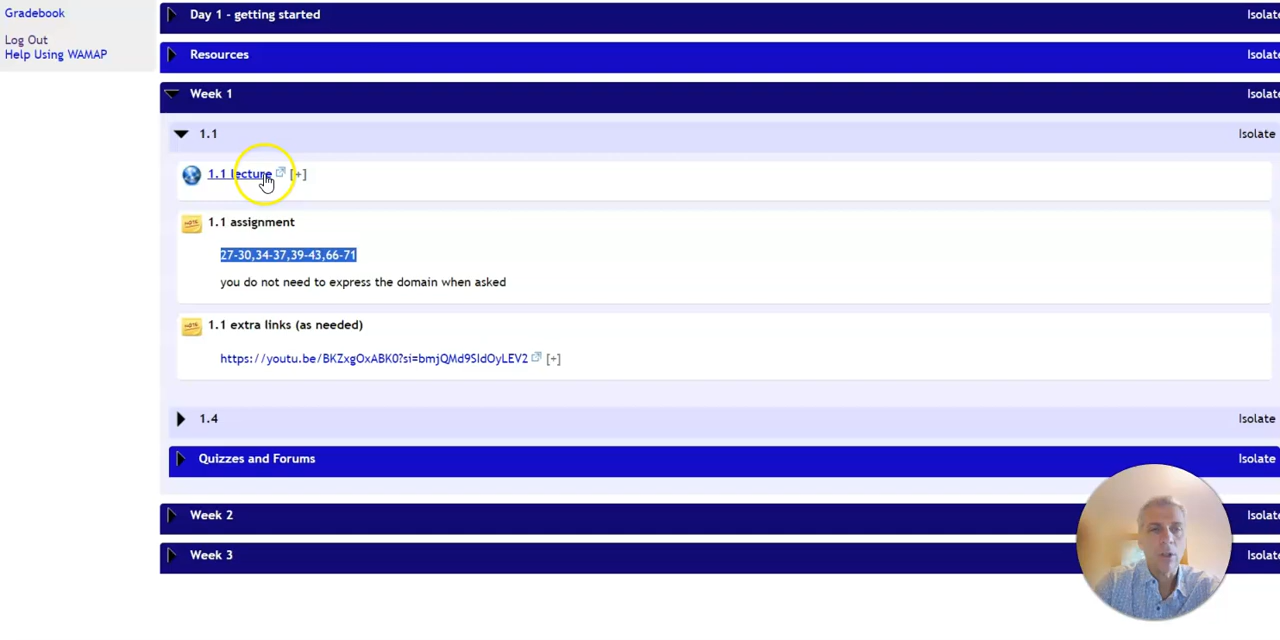 Gradebook
Log Out
Help Using WAMAP
Day 1 - getting started
Isolate
Resources
Isolate
Week 1
Isolate
1.1
Isolate
1.1 lecture [+]
1.1 assignment
27-30,34-37,39-43,66-71
you do not need to express the domain when asked
1.1 extra links (as needed)
https://youtu.be/BKZxgOxABK0?si=bmjQMd9SIdOyLEV2 [+]
1.4
Isolate
Quizzes and Forums
Isolate
Week 2
Isolate
Week 3
Isolate